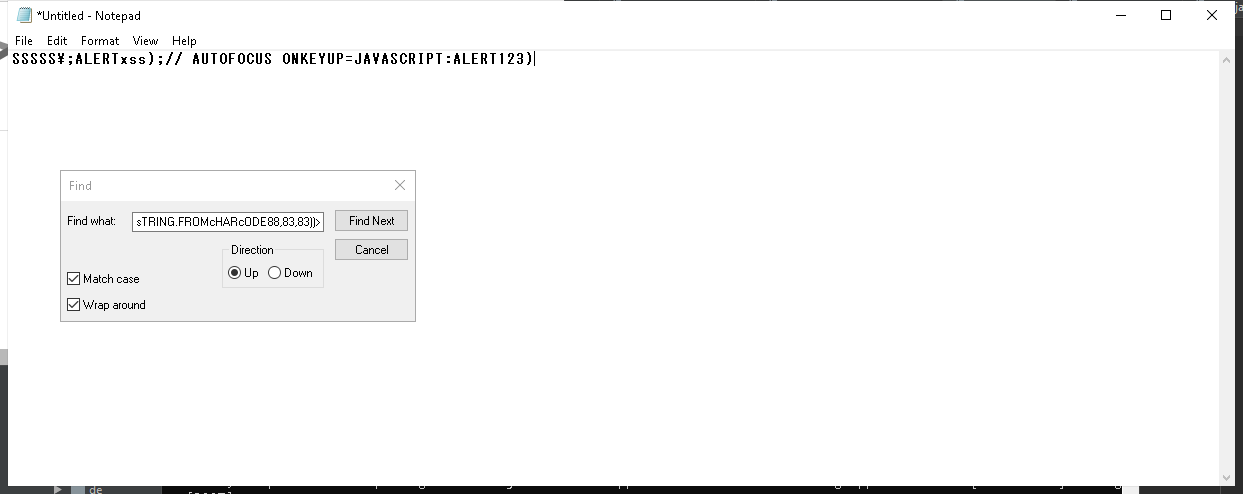 *Untitled - Notepad
File Edit Format View Help
SSSSS¥;ALERTxss);// AUTOFOCUS ONKEYUP=JAVASCRIPT:ALERT123)
Find
Find what: sTRING.FROMcHARcODE88,83,83))> Find Next
Direction Cancel
Up Down
Match case
Wrap around
de